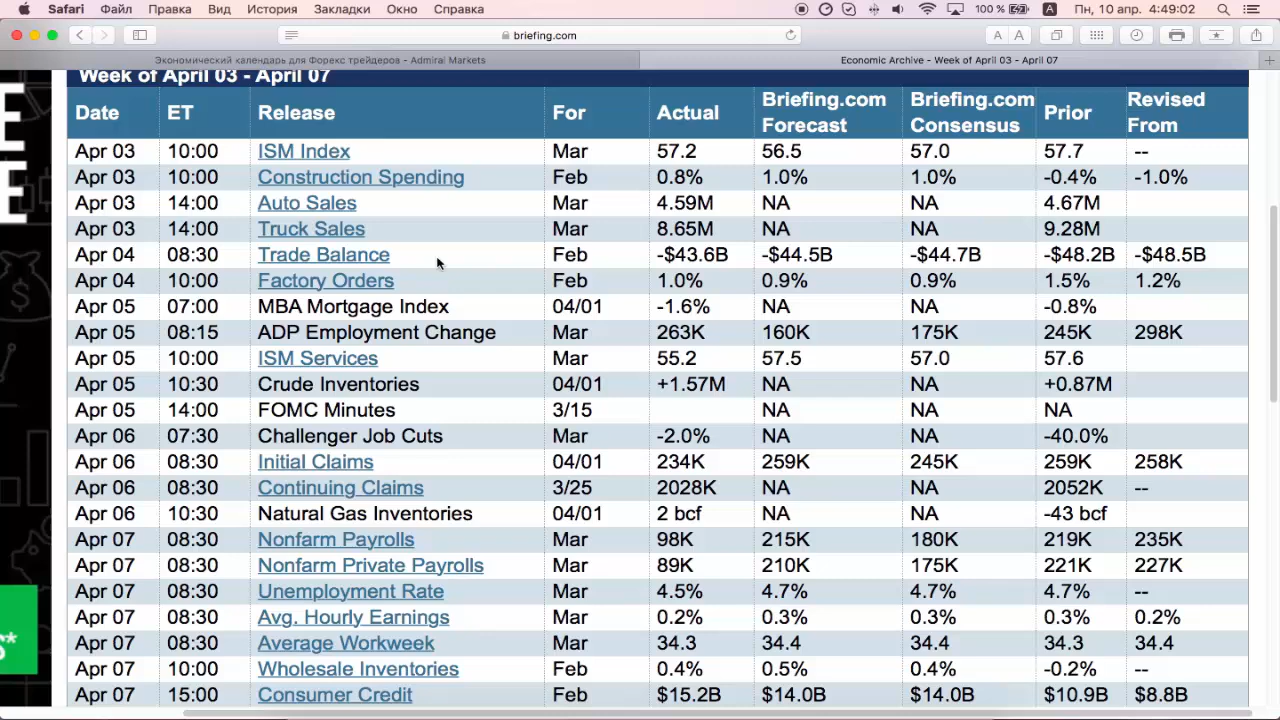 Safari Файл Правка Вид История Закладки Окно Справка 100 % A Пн, 10 апр. 4:49:02
briefing.com A A
Экономический календарь для Форекс трейдеров - Admiral Markets Economic Archive - Week of April 03 - April 07
Week of April 03 - April 07
Date ET Release For Actual Briefing.com Forecast Briefing.com Consensus Prior Revised From
Apr 03 10:00 ISM Index Mar 57.2 56.5 57.0 57.7 --
Apr 03 10:00 Construction Spending Feb 0.8% 1.0% 1.0% -0.4% -1.0%
Apr 03 14:00 Auto Sales Mar 4.59M NA NA 4.67M
Apr 03 14:00 Truck Sales Mar 8.65M NA NA 9.28M
Apr 04 08:30 Trade Balance Feb -$43.6B -$44.5B -$44.7B -$48.2B -$48.5B
Apr 04 10:00 Factory Orders Feb 1.0% 0.9% 0.9% 1.5% 1.2%
Apr 05 07:00 MBA Mortgage Index 04/01 -1.6% NA NA -0.8%
Apr 05 08:15 ADP Employment Change Mar 263K 160K 175K 245K 298K
Apr 05 10:00 ISM Services Mar 55.2 57.5 57.0 57.6
Apr 05 10:30 Crude Inventories 04/01 +1.57M NA NA +0.87M
Apr 05 14:00 FOMC Minutes 3/15 NA NA NA
Apr 06 07:30 Challenger Job Cuts Mar -2.0% NA NA -40.0%
Apr 06 08:30 Initial Claims 04/01 234K 259K 245K 259K 258K
Apr 06 08:30 Continuing Claims 3/25 2028K NA NA 2052K --
Apr 06 10:30 Natural Gas Inventories 04/01 2 bcf NA NA -43 bcf
Apr 07 08:30 Nonfarm Payrolls Mar 98K 215K 180K 219K 235K
Apr 07 08:30 Nonfarm Private Payrolls Mar 89K 210K 175K 221K 227K
Apr 07 08:30 Unemployment Rate Mar 4.5% 4.7% 4.7% 4.7% --
Apr 07 08:30 Avg. Hourly Earnings Mar 0.2% 0.3% 0.3% 0.3% 0.2%
Apr 07 08:30 Average Workweek Mar 34.3 34.4 34.4 34.3 34.4
Apr 07 10:00 Wholesale Inventories Feb 0.4% 0.5% 0.4% -0.2% --
Apr 07 15:00 Consumer Credit Feb $15.2B $14.0B $14.0B $10.9B $8.8B